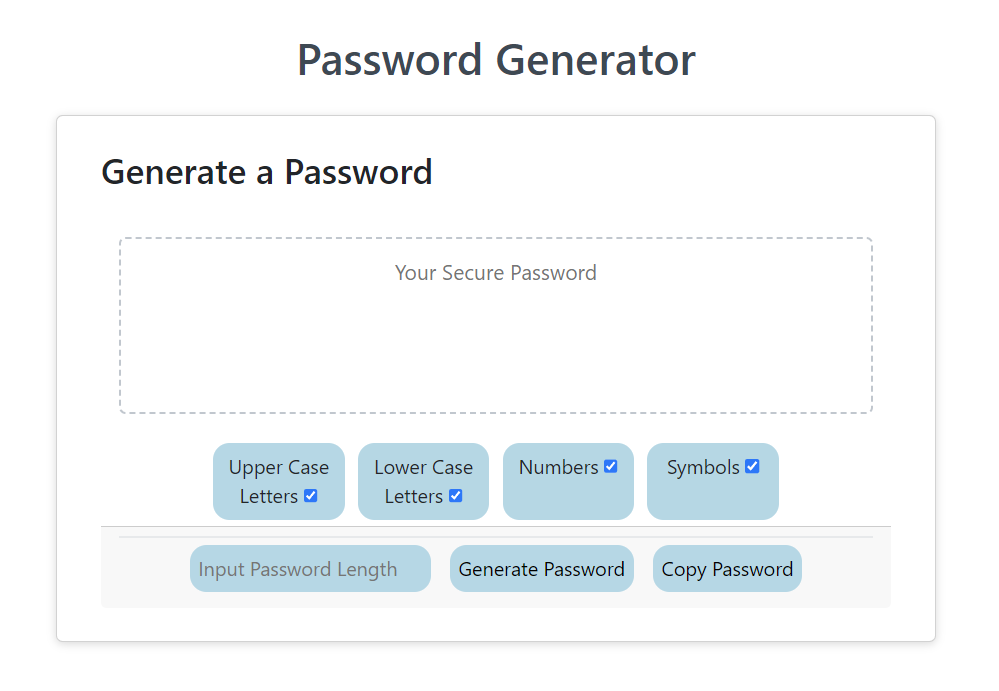 Password Generator
Generate a Password
Your Secure Password
Upper Case
Letters
Lower Case
Letters
Numbers
Symbols
Input Password Length
Generate Password
Copy Password